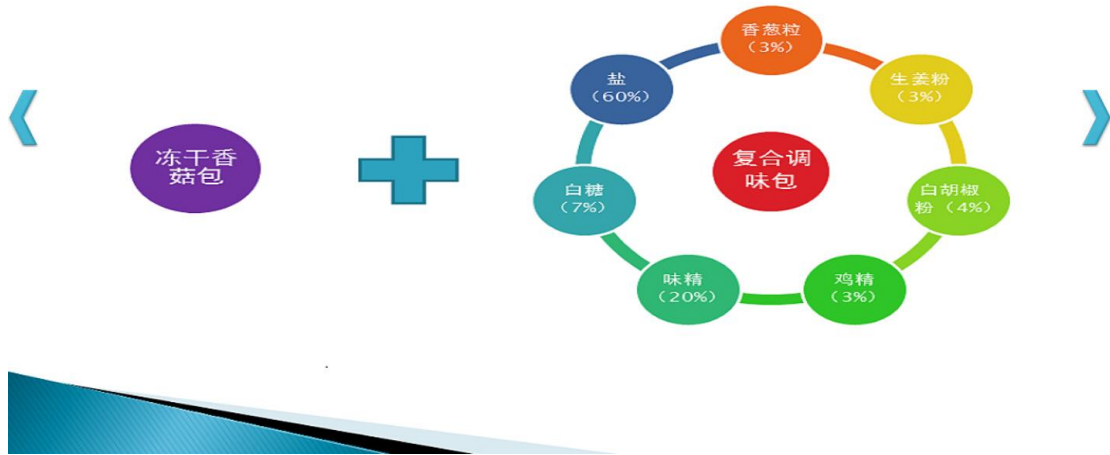 冻干香
菇包
复合调
味包
香葱粒
（3%）
生姜粉
（3%）
白胡椒
粉（4%）
鸡精
（3%）
味精
（20%）
白糖
（7%）
盐
（60%）